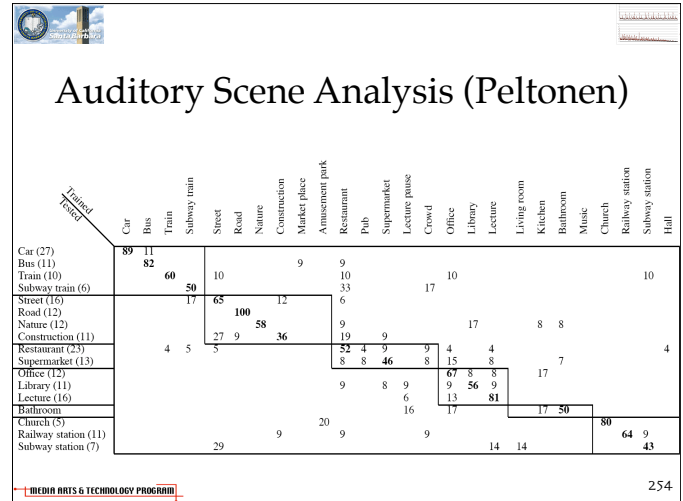 University of California
Santa Barbara
Auditory Scene Analysis (Peltonen)
Trained
Tested
Car
Bus
Train
Subway train
Street
Road
Nature
Construction
Market place
Amusement park
Restaurant
Pub
Supermarket
Lecture pause
Crowd
Office
Library
Lecture
Living room
Kitchen
Bathroom
Music
Church
Railway station
Subway station
Hall
Car (27) 89 11
Bus (11) 82 9 9
Train (10) 60 10 10 10 10
Subway train (6) 50 33 17
Street (16) 17 65 12 6
Road (12) 100
Nature (12) 58 9 17 8 8
Construction (11) 27 9 36 19 9
Restaurant (23) 4 5 5 52 4 9 9 4 4 4
Supermarket (13) 8 8 46 8 15 8 7
Office (12) 67 8 8 17
Library (11) 9 8 9 9 56 9
Lecture (16) 6 13 81
Bathroom 16 17 17 50
Church (5) 20 80
Railway station (11) 9 9 9 64 9
Subway station (7) 29 14 14 43
MEDIA ARTS & TECHNOLOGY PROGRAM
254